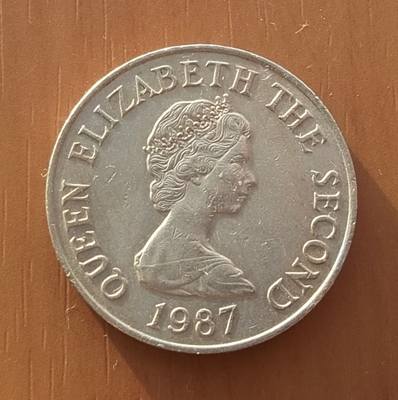 QUEEN ELIZABETH THE SECOND
1987